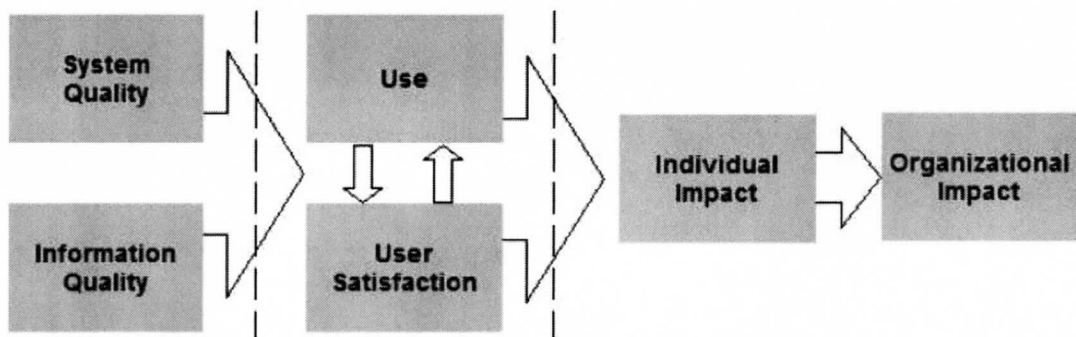 System
Quality
Use
Individual
Impact
Organizational
Impact
Information
Quality
User
Satisfaction